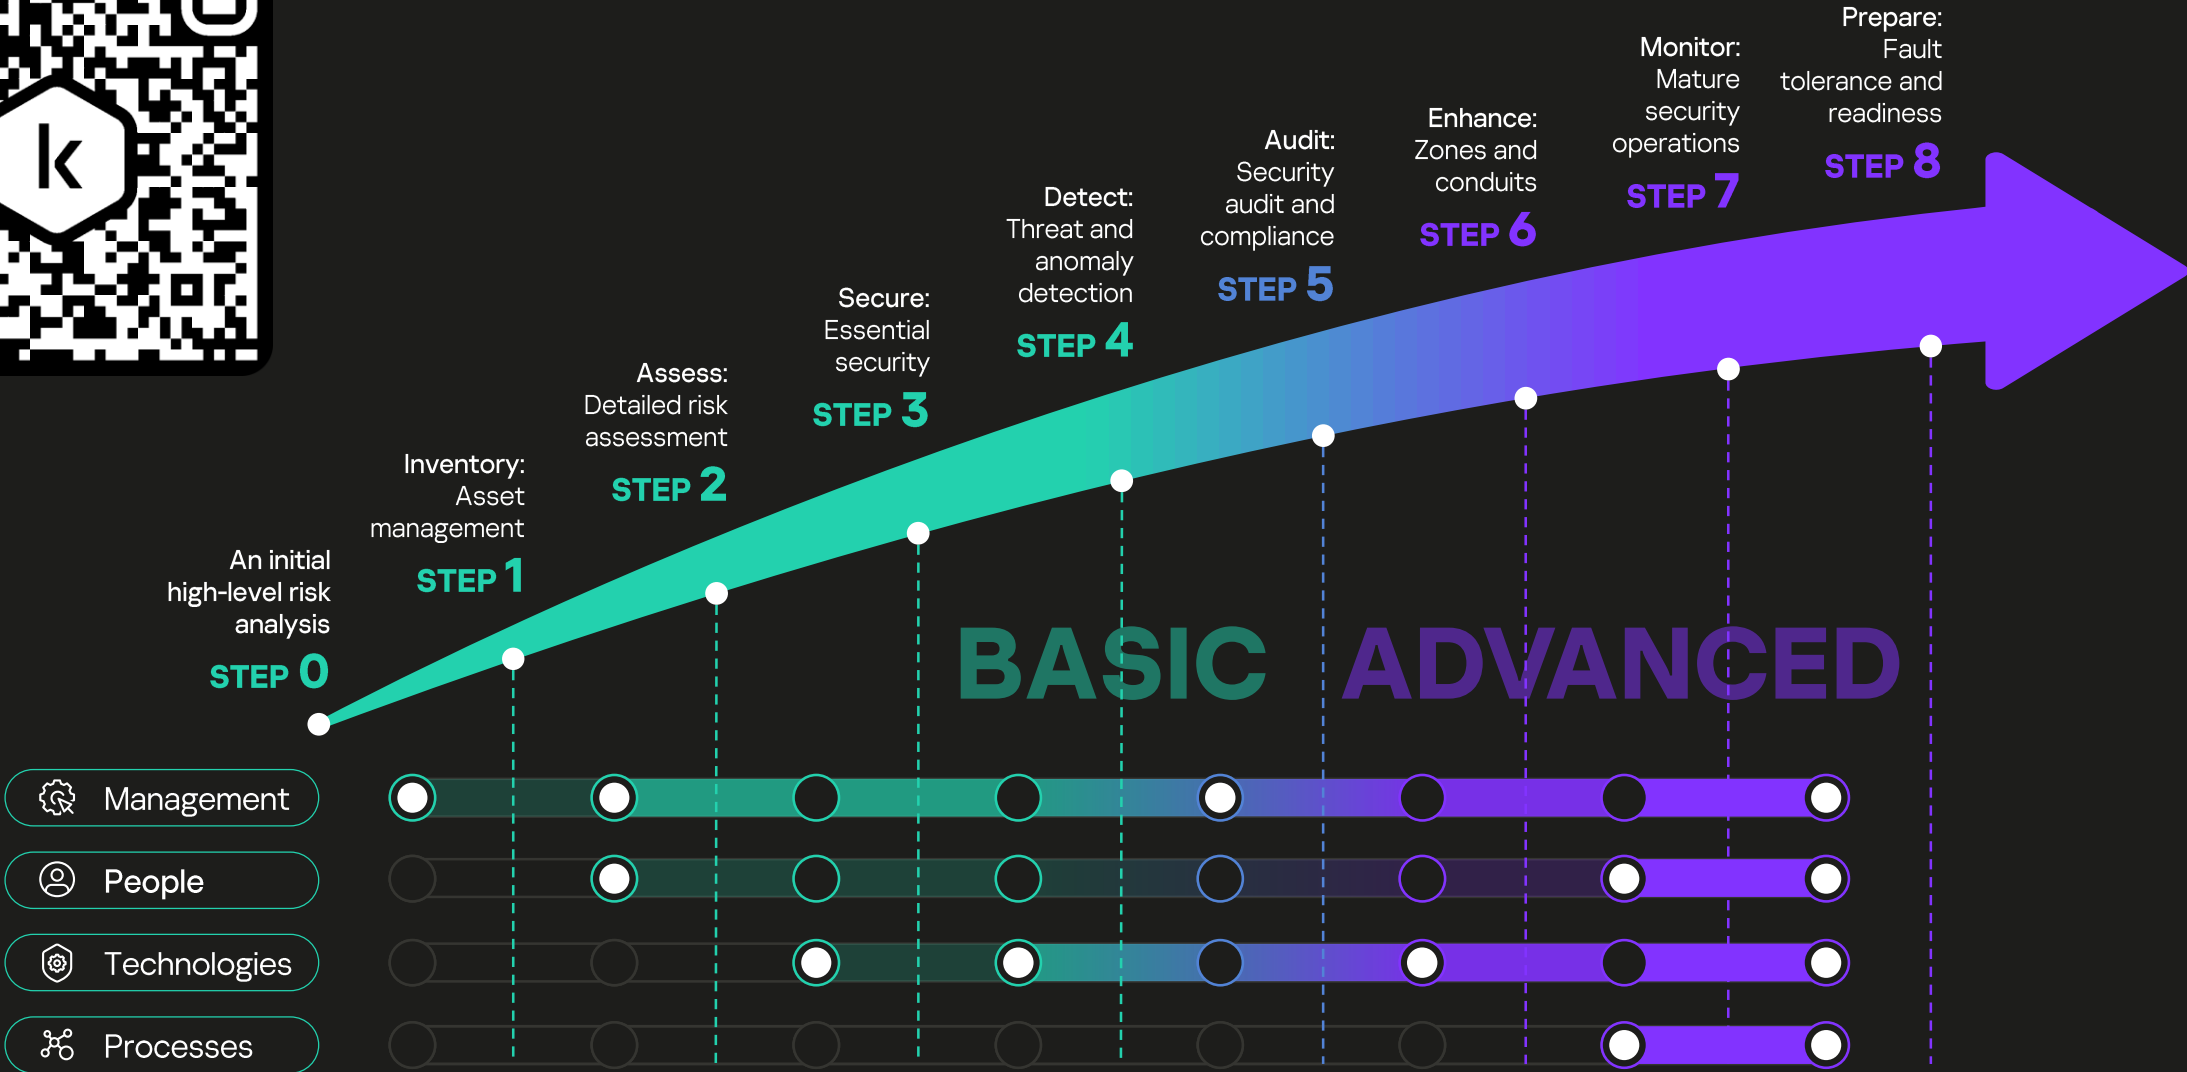 k
An initial
high-level risk
analysis
STEP 0
Inventory:
Asset
management
STEP 1
Assess:
Detailed risk
assessment
STEP 2
Secure:
Essential
security
STEP 3
Detect:
Threat and
anomaly
detection
STEP 4
Audit:
Security
audit and
compliance
STEP 5
Enhance:
Zones and
conduits
STEP 6
Monitor:
Mature
security
operations
STEP 7
Prepare:
Fault
tolerance and
readiness
STEP 8
BASIC ADVANCED
Management
People
Technologies
Processes